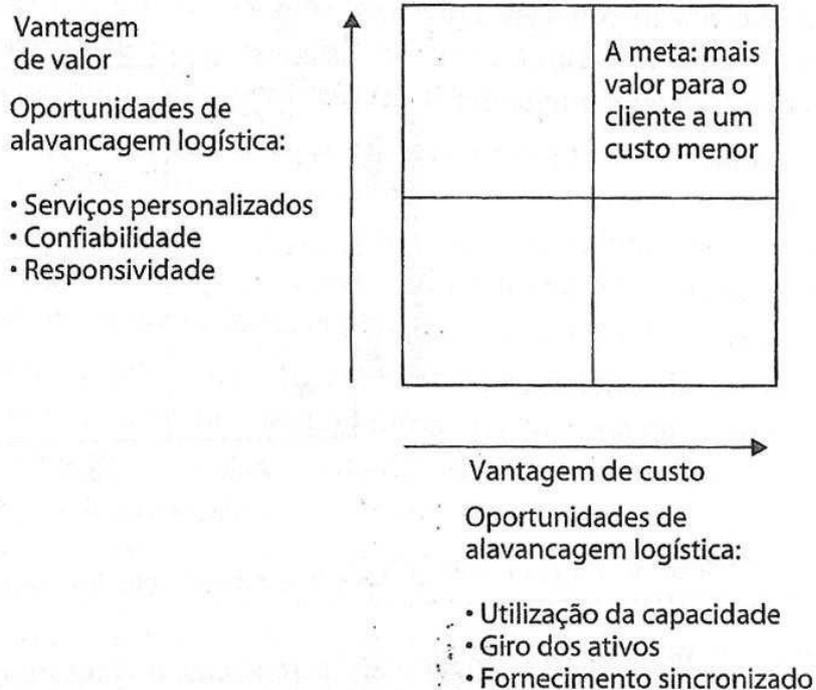 Vantagem
de valor
Oportunidades de
alavancagem logística:
• Serviços personalizados
• Confiabilidade
• Responsividade
A meta: mais
valor para o
cliente a um
custo menor
Vantagem de custo
Oportunidades de
alavancagem logística:
• Utilização da capacidade
• Giro dos ativos
• Fornecimento sincronizado